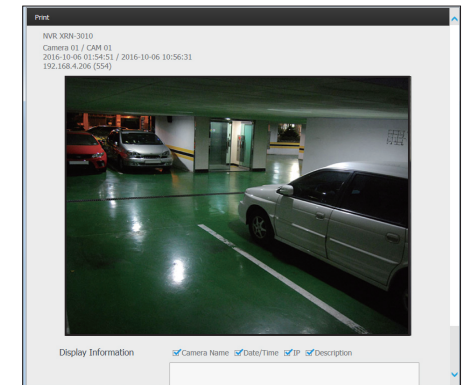 Print
NVR XRN-3010
Camera 01 / CAM 01
2016-10-06 01:54:51 / 2016-10-06 10:56:31
192.168.4.206 (554)
Display Information
Camera Name Date/Time IP Description